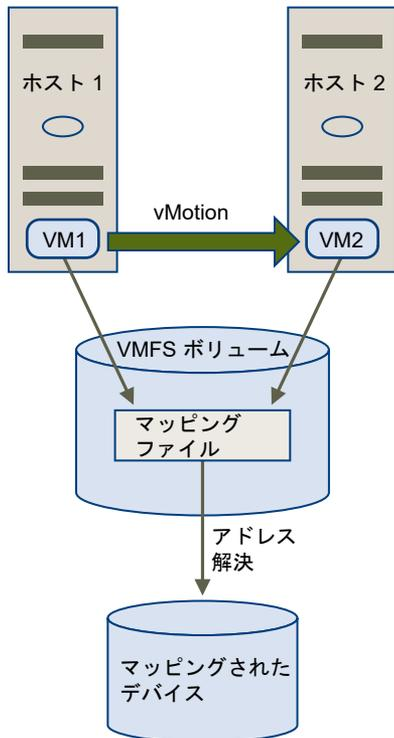 ホスト 1
ホスト 2
vMotion
VM1
VM2
VMFS ボリューム
マッピング
ファイル
アドレス
解決
マッピングされた
デバイス